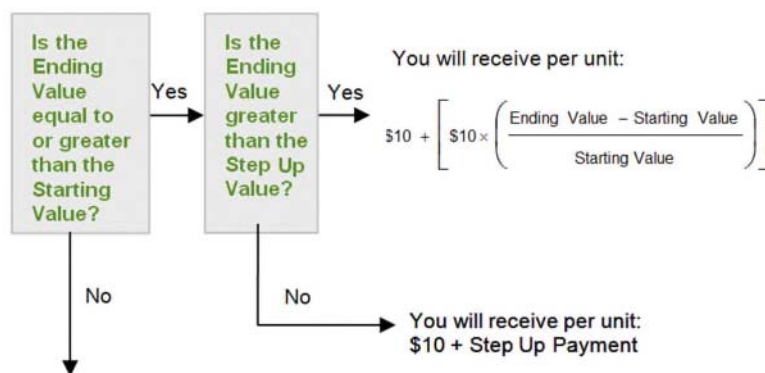 Is the
Ending
Value
equal to
or greater
than the
Starting
Value?
Yes
Is the
Ending
Value
greater
than the
Step Up
Value?
Yes
You will receive per unit:
$10 + [ $10 × ( Ending Value – Starting Value
Starting Value ) ]
No
No
You will receive per unit:
$10 + Step Up Payment